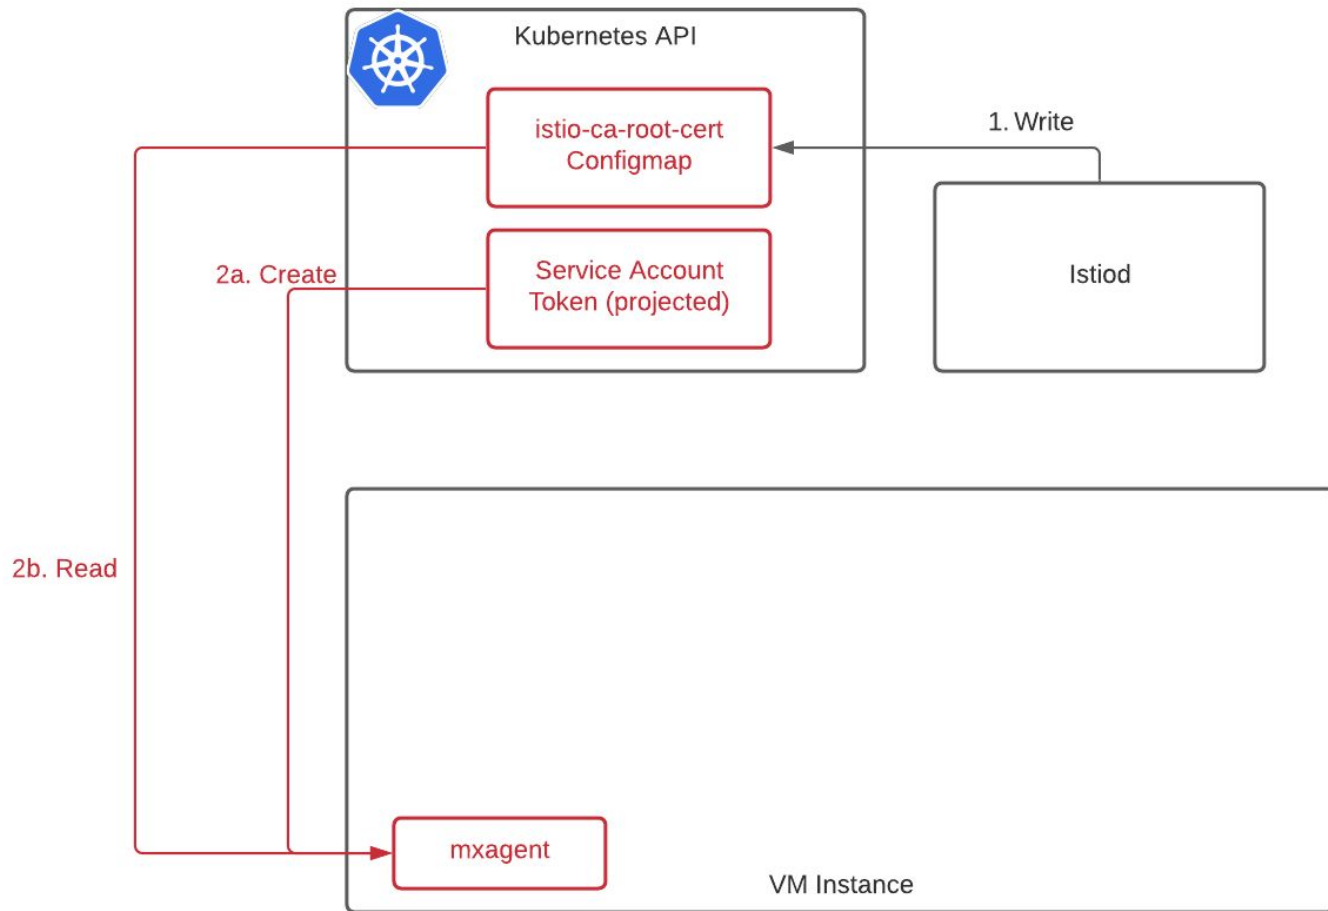 Kubernetes API
istio-ca-root-cert
Configmap
1. Write
2a. Create
Service Account
Token (projected)
Istiod
2b. Read
mxagent
VM Instance